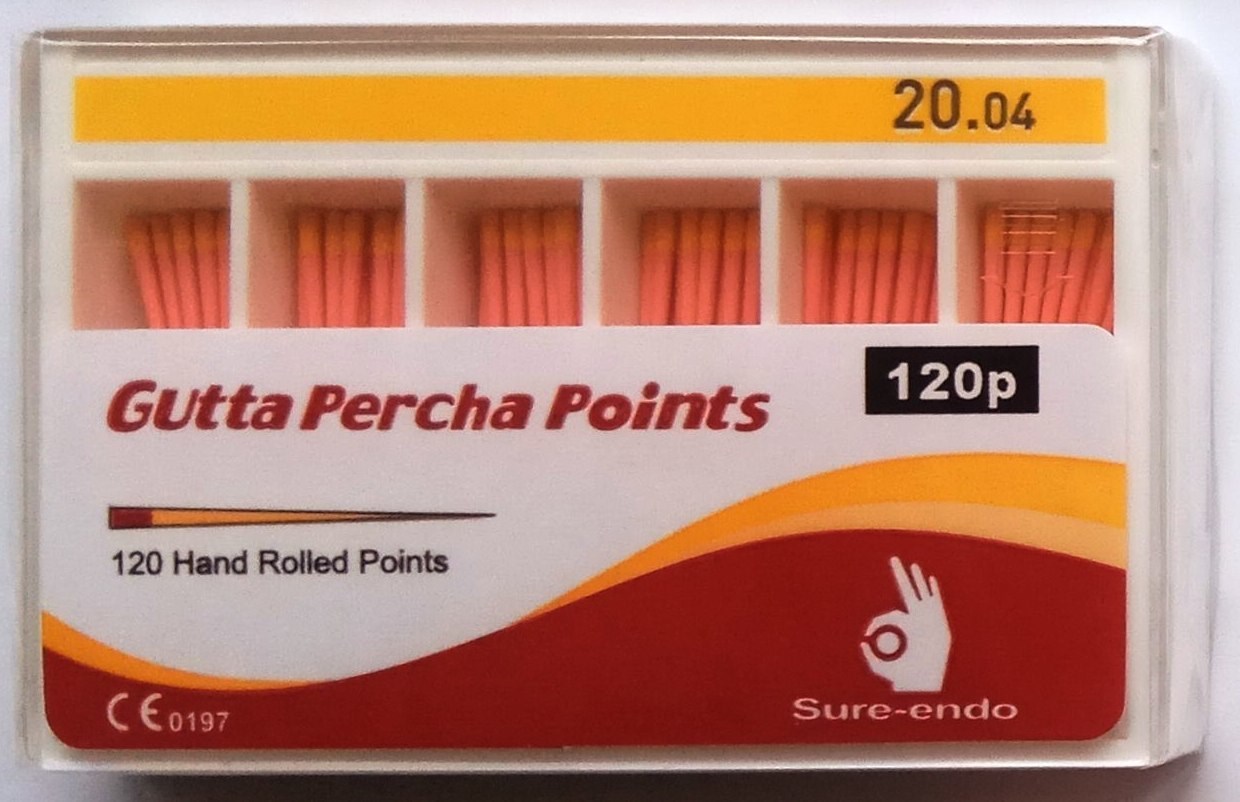 20.04
Gutta Percha Points
120p
120 Hand Rolled Points
CE 0197
Sure-endo